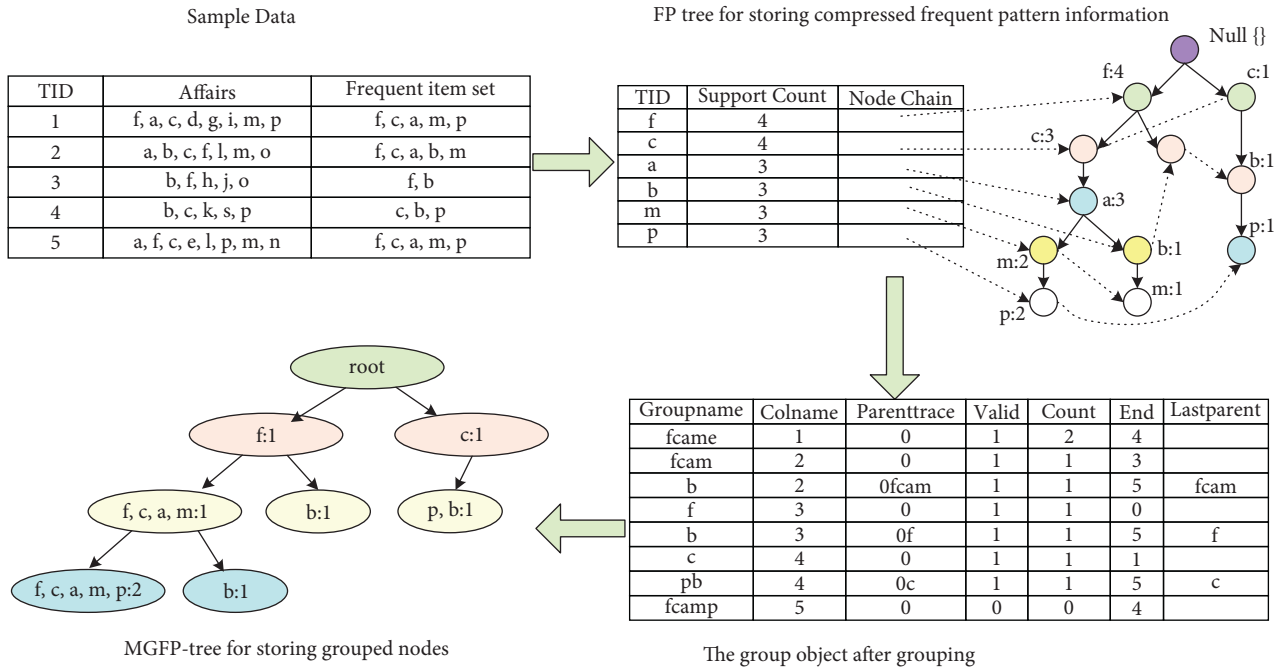 Sample Data
TID Affairs Frequent item set
1 f, a, c, d, g, i, m, p f, c, a, m, p
2 a, b, c, f, l, m, o f, c, a, b, m
3 b, f, h, j, o f, b
4 b, c, k, s, p c, b, p
5 a, f, c, e, l, p, m, n f, c, a, m, p
FP tree for storing compressed frequent pattern information
TID Support Count Node Chain
f 4
c 4
a 3
b 3
m 3
p 3
Null {}
f:4 c:1
c:3
b:1
a:3
p:1
m:2 b:1
m:1
p:2
root
f:1 c:1
f, c, a, m:1 b:1 p, b:1
f, c, a, m, p:2 b:1
MGFP-tree for storing grouped nodes
Groupname Colname Parenttrace Valid Count End Lastparent
fcame 1 0 1 2 4
fcam 2 0 1 1 3
b 2 0fcam 1 1 5 fcam
f 3 0 1 1 0
b 3 0f 1 1 5 f
c 4 0 1 1 1
pb 4 0c 1 1 5 c
fcamp 5 0 0 0 4
The group object after grouping